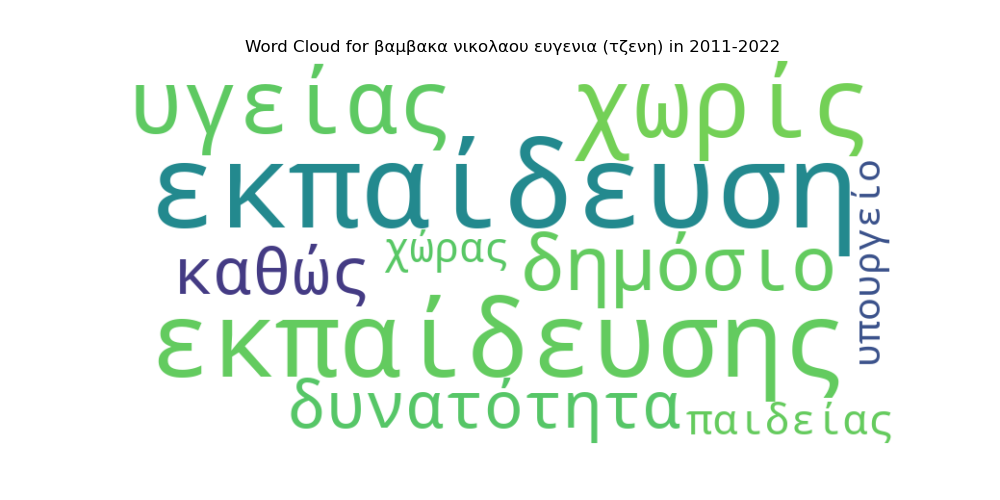 Word Cloud for βαμβακα νικολαου ευγενια (τζενη) in 2011-2022
υγείας χωρίς
εκπαίδευση
υπουργείο
καθώς χώρας δημόσιο
εκπαίδευσης
δυνατότητα παιδείας